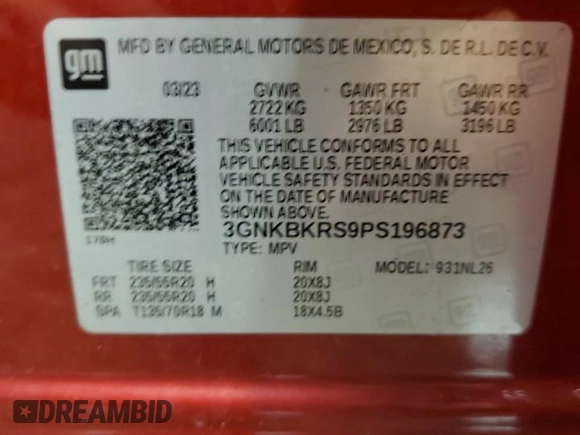 gm
MFD BY GENERAL MOTORS DE MEXICO, S. DE R.L. DE C.V.
03/23 GVWR GAWR FRT GAWR RR
2722 KG 1350 KG 1450 KG
6001 LB 2976 LB 3196 LB
THIS VEHICLE CONFORMS TO ALL
APPLICABLE U.S. FEDERAL MOTOR
VEHICLE SAFETY STANDARDS IN EFFECT
ON THE DATE OF MANUFACTURE
SHOWN ABOVE.
3GNKBKRS9PS196873
TYPE: MPV
TIRE SIZE RIM MODEL: 931NL26
FRT 235/55R20 H 20X8J
RR 235/55R20 H 20X8J
SPA T135/70R18 M 18X4.5B
DREAMBID